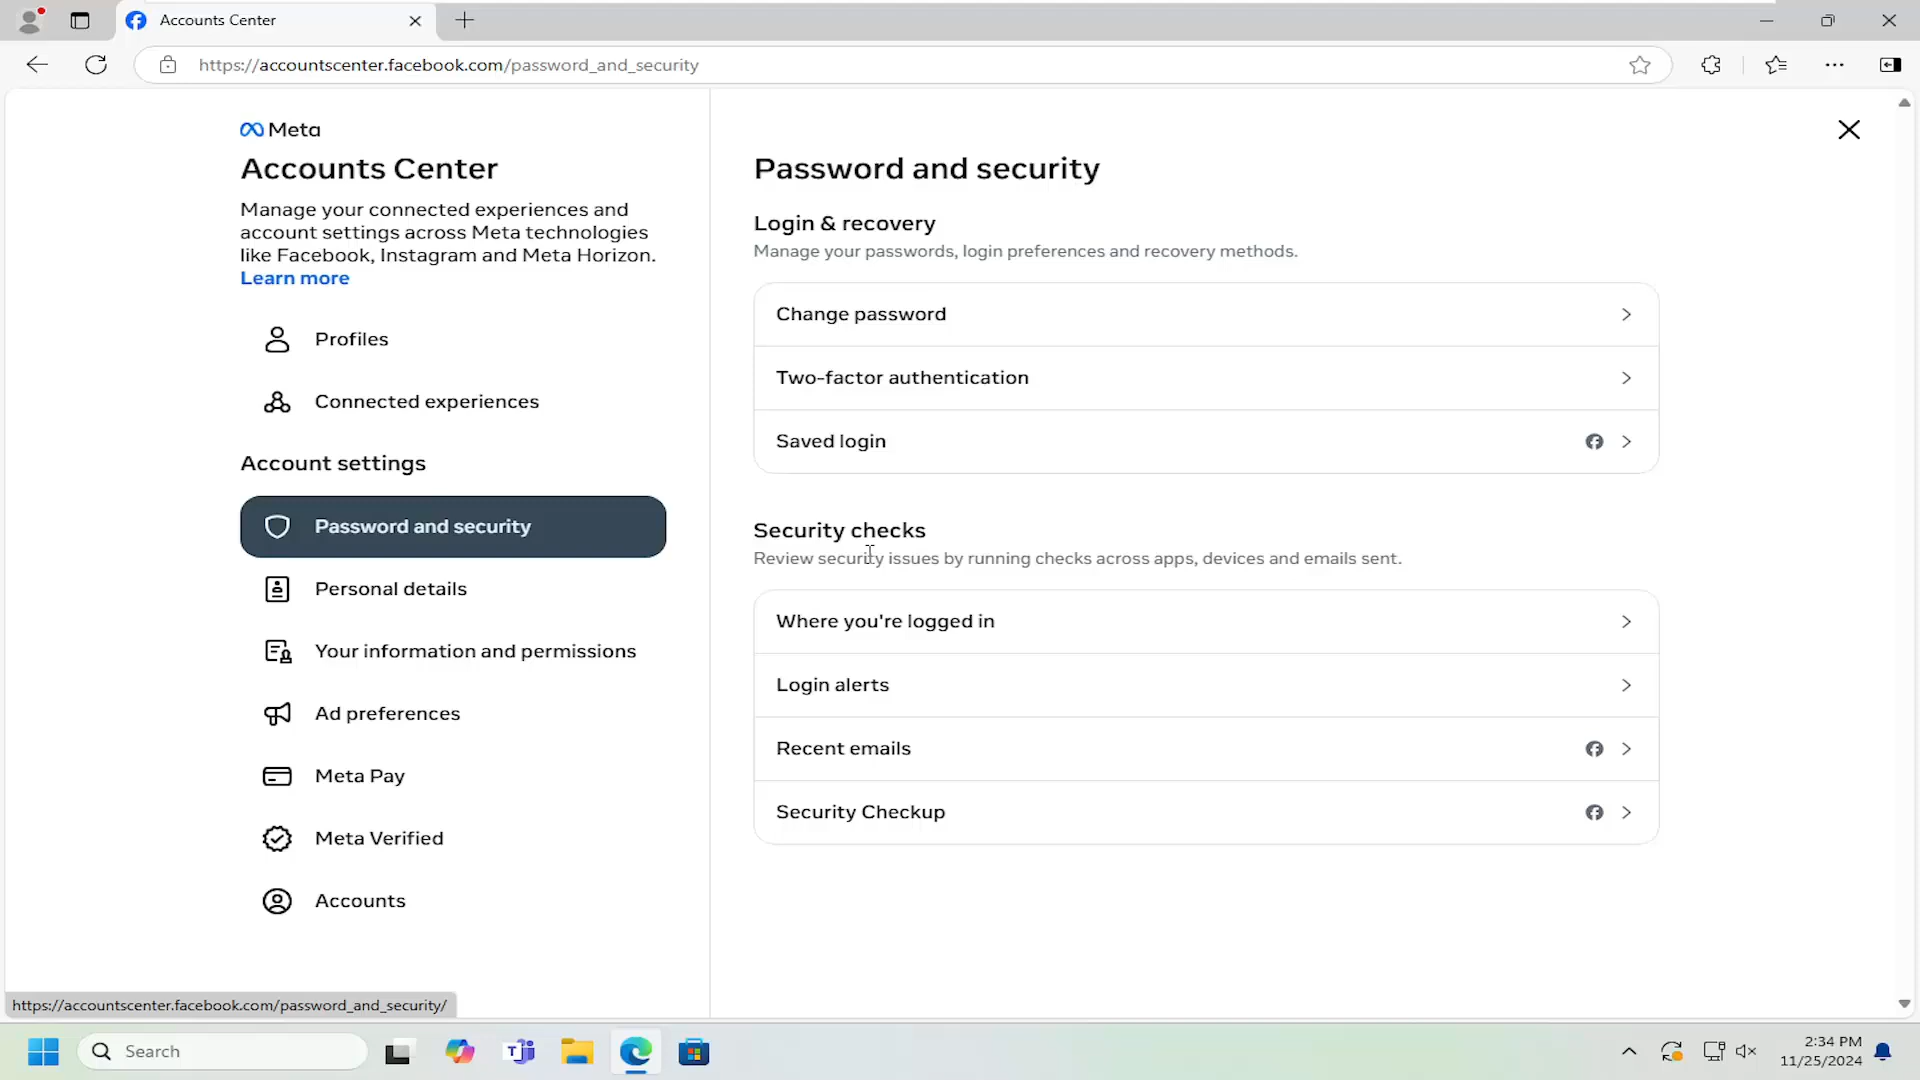 Accounts Center
https://accountscenter.facebook.com/password_and_security
Meta
Accounts Center
Manage your connected experiences and
account settings across Meta technologies
like Facebook, Instagram and Meta Horizon.
Learn more
Profiles
Connected experiences
Account settings
Password and security
Personal details
Your information and permissions
Ad preferences
Meta Pay
Meta Verified
Accounts
Password and security
Login & recovery
Manage your passwords, login preferences and recovery methods.
Change password
Two-factor authentication
Saved login
Security checks
Review security issues by running checks across apps, devices and emails sent.
Where you're logged in
Login alerts
Recent emails
Security Checkup
https://accountscenter.facebook.com/password_and_security/
Search
2:34 PM
11/25/2024